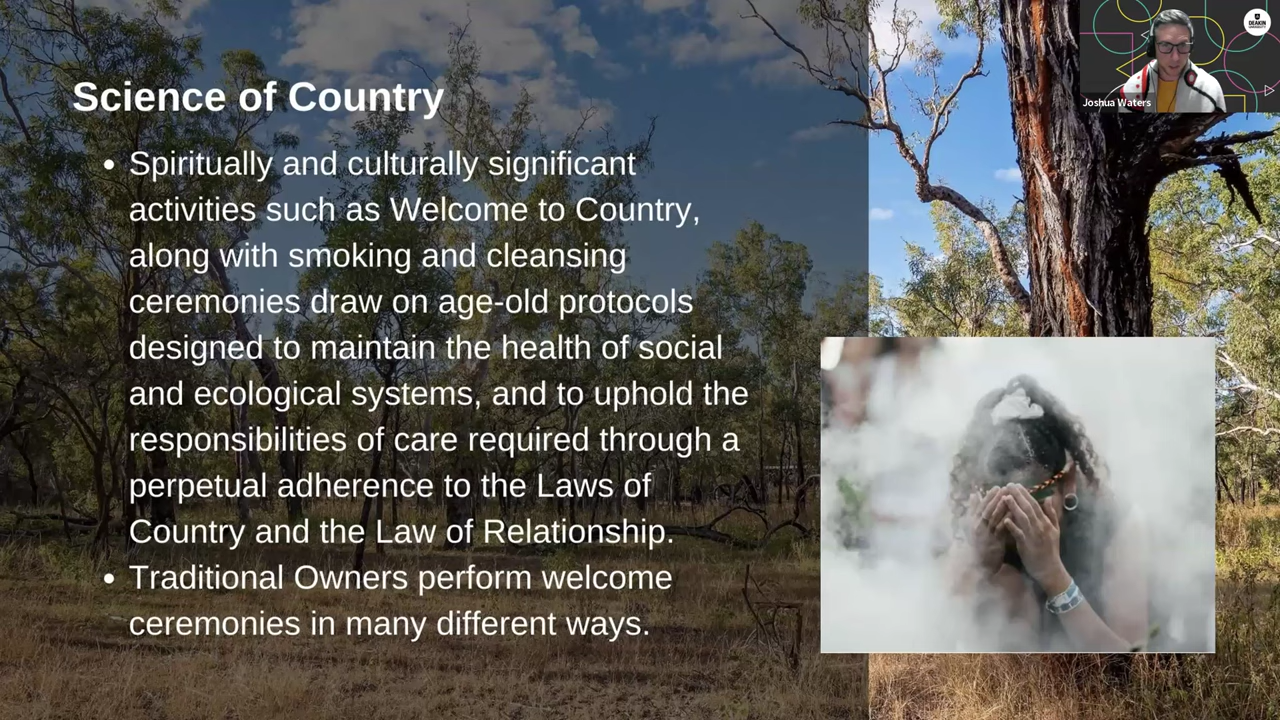 Science of Country
• Spiritually and culturally significant
activities such as Welcome to Country,
along with smoking and cleansing
ceremonies draw on age-old protocols
designed to maintain the health of social
and ecological systems, and to uphold the
responsibilities of care required through a
perpetual adherence to the Laws of
Country and the Law of Relationship.
• Traditional Owners perform welcome
ceremonies in many different ways.
DEAKIN
UNIVERSITY
Joshua Waters